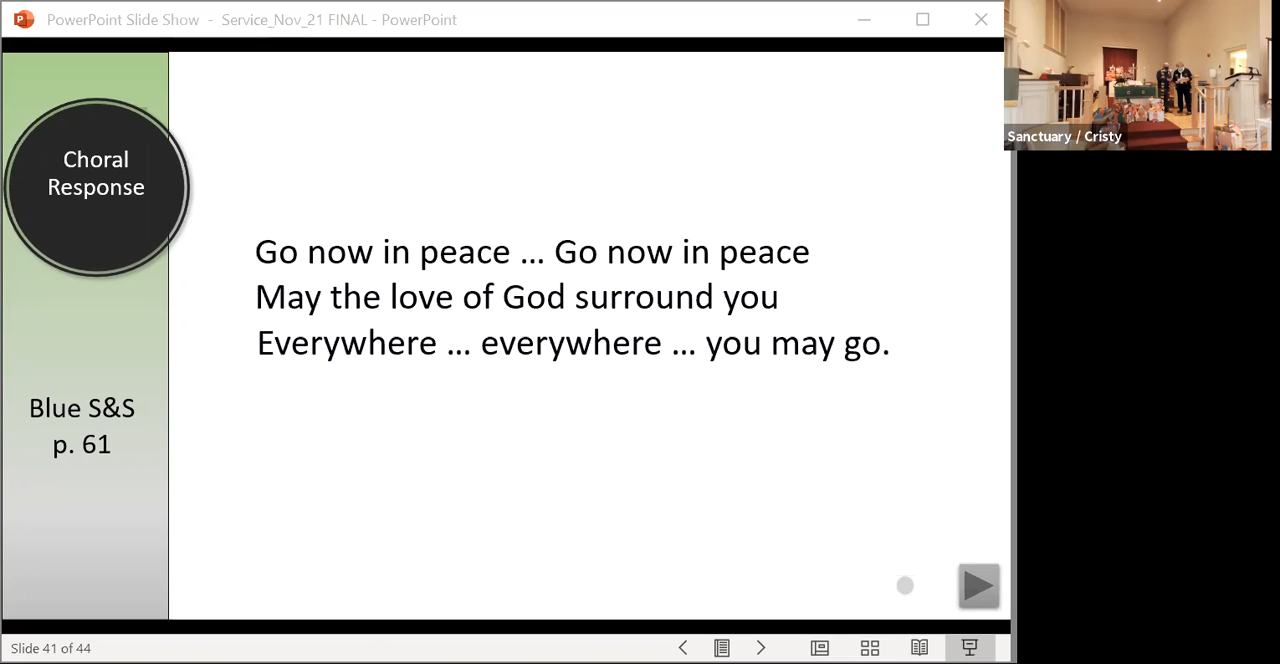 PowerPoint Slide Show - Service_Nov_21 FINAL - PowerPoint
Sanctuary / Cristy
Choral
Response
Go now in peace ... Go now in peace
May the love of God surround you
Everywhere ... everywhere ... you may go.
Blue S&S
p. 61
Slide 41 of 44